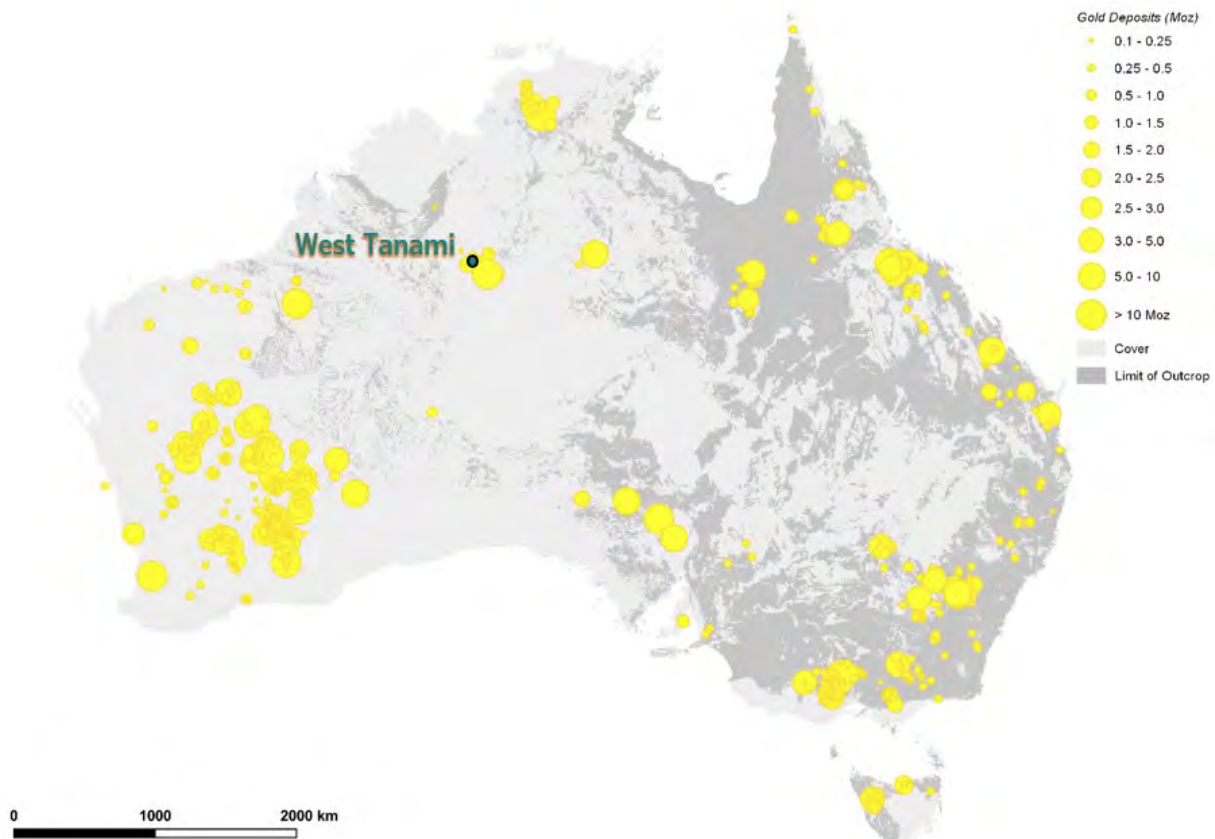 Gold Deposits (Moz)
0.1 - 0.25
0.25 - 0.5
0.5 - 1.0
1.0 - 1.5
1.5 - 2.0
2.0 - 2.5
2.5 - 3.0
3.0 - 5.0
5.0 - 10
> 10 Moz
Cover
Limit of Outcrop
West Tanami
0 1000 2000 km